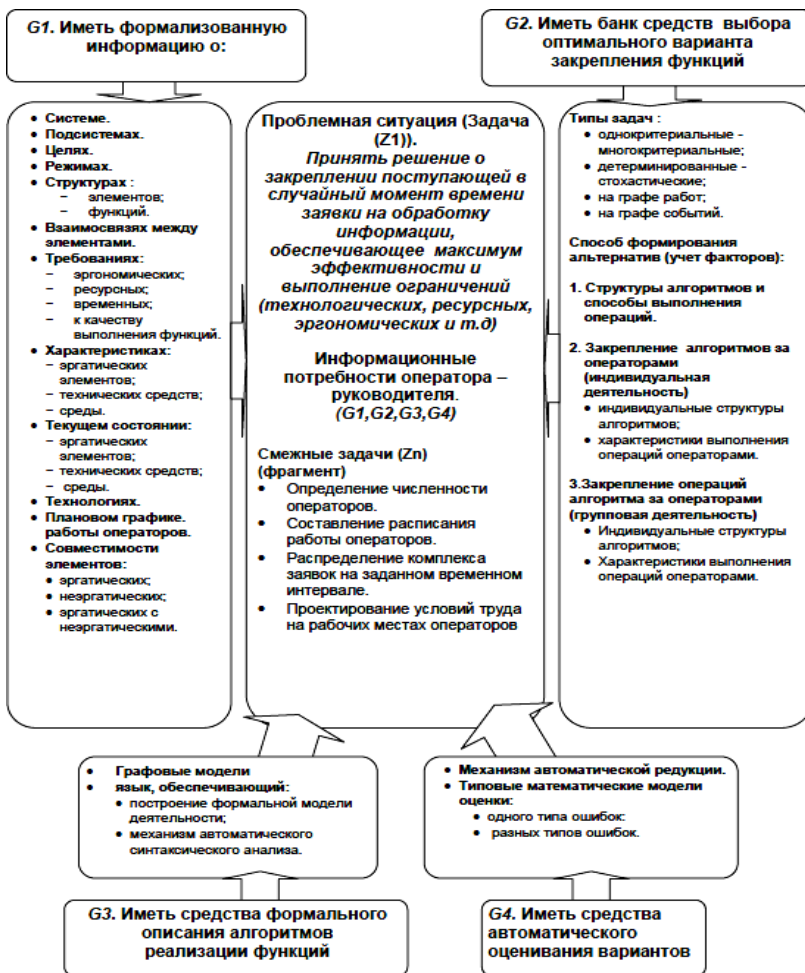 G1. Иметь формализованную
информацию о:
G2. Иметь банк средств выбора
оптимального варианта
закрепления функций
• Системе.
• Подсистемах.
• Целях.
• Режимах.
• Структурах :
– элементов;
– функций.
• Взаимосвязях между
элементами.
• Требованиях:
– эргономических;
– ресурсных;
– временных;
– к качеству
выполнения функций.
• Характеристиках:
– эргатических
элементов;
– технических средств;
– среды.
• Текущем состоянии:
– эргатических
элементов;
– технических средств;
– среды.
• Технологиях.
• Плановом графике.
работы операторов.
• Совместимости
элементов:
• эргатических;
• неэргатических;
• эргатических с
неэргатическими.
Проблемная ситуация (Задача
(Z1)).
Принять решение о
закреплении поступающей в
случайный момент времени
заявки на обработку
информации,
обеспечивающее максимум
эффективности и
выполнение ограничений
(технологических, ресурсных,
эргономических и т.д)
Информационные
потребности оператора –
руководителя.
(G1,G2,G3,G4)
Смежные задачи (Zn)
(фрагмент)
• Определение численности
операторов.
• Составление расписания
работы операторов.
• Распределение комплекса
заявок на заданном временном
интервале.
• Проектирование условий труда
на рабочих местах операторов
Типы задач :
• однокритериальные -
многокритериальные;
• детерминированные -
стохастические;
• на графе работ;
• на графе событий.
Способ формирования
альтернатив (учет факторов):
1. Структуры алгоритмов и
способы выполнения
операций.
2. Закрепление алгоритмов за
операторами
(индивидуальная
деятельность)
• индивидуальные структуры
алгоритмов;
• характеристики выполнения
операций операторами.
3.Закрепление операций
алгоритма за операторами
(групповая деятельность)
• Индивидуальные структуры
алгоритмов;
• Характеристики выполнения
операций операторами.
• Графовые модели
• язык, обеспечивающий:
• построение формальной модели
деятельности;
• механизм автоматического
синтаксического анализа.
• Механизм автоматической редукции.
• Типовые математические модели
оценки:
• одного типа ошибок:
• разных типов ошибок.
G3. Иметь средства формального
описания алгоритмов
реализации функций
G4. Иметь средства
автоматического
оценивания вариантов